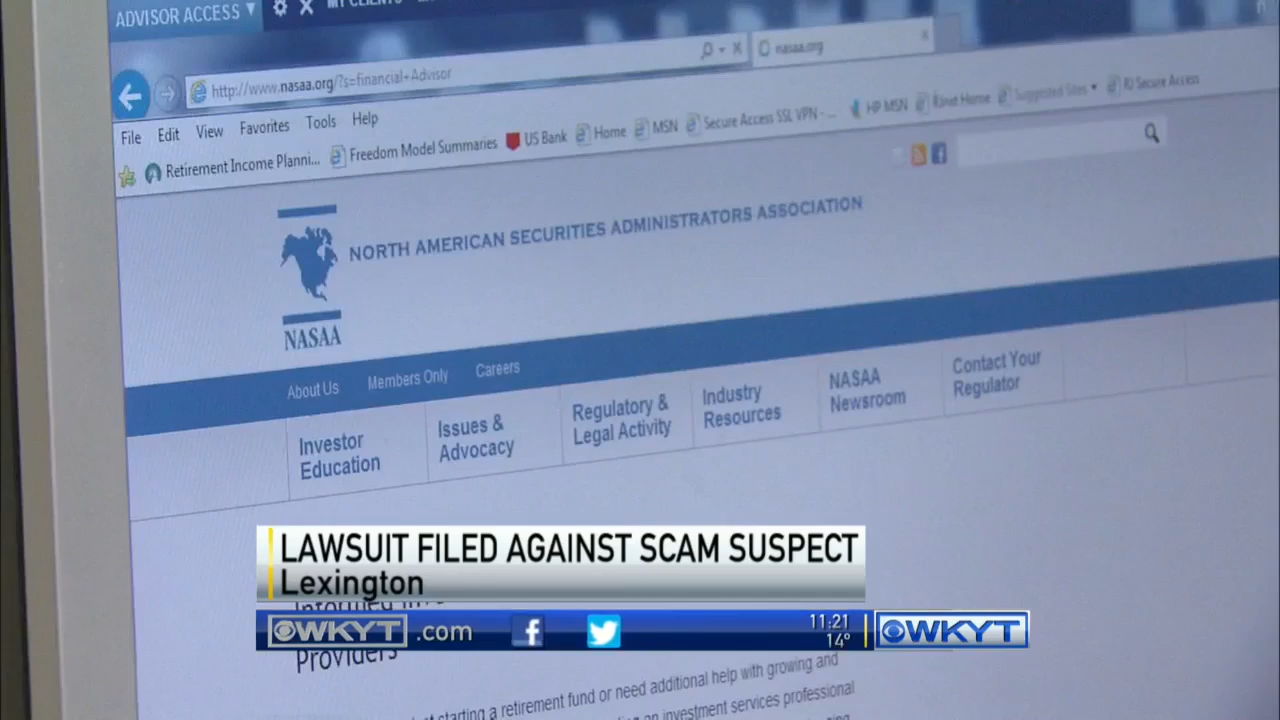 ADVISOR ACCESS
http://www.nasaa.org/?s=financial+Advisor
nasaa.org
File Edit View Favorites Tools Help
Retirement Income Planni... Freedom Model Summaries US Bank Home MSN Secure Access SSL VPN - ... HP MSN RJnet Home Suggested Sites RJ Secure Access
NORTH AMERICAN SECURITIES ADMINISTRATORS ASSOCIATION
NASAA
About Us Members Only Careers
Investor Education
Issues & Advocacy
Regulatory & Legal Activity
Industry Resources
NASAA Newsroom
Contact Your Regulator
LAWSUIT FILED AGAINST SCAM SUSPECT
Lexington
WKYT .com
11:21
14°
WKYT
Providers
starting a retirement fund or need additional help with growing and
an investment services professional